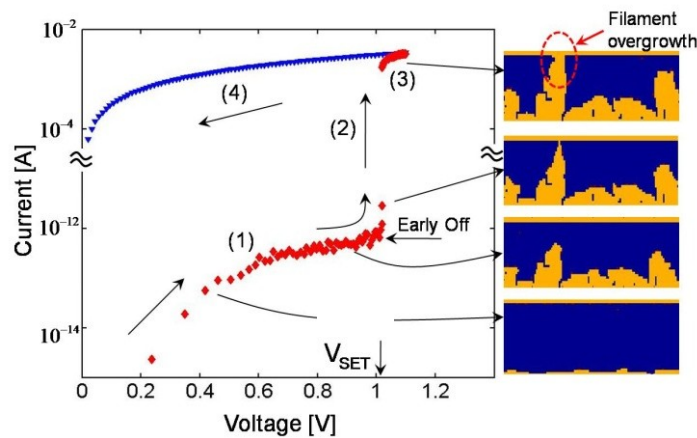 Filament
overgrowth
10⁻²
(3)
(4)
(2)
10⁻⁴
≈
≈
Current [A]
10⁻¹²
(1)
Early Off
10⁻¹⁴
V_SET
0
0.2
0.4
0.6
0.8
1.0
1.2
Voltage [V]